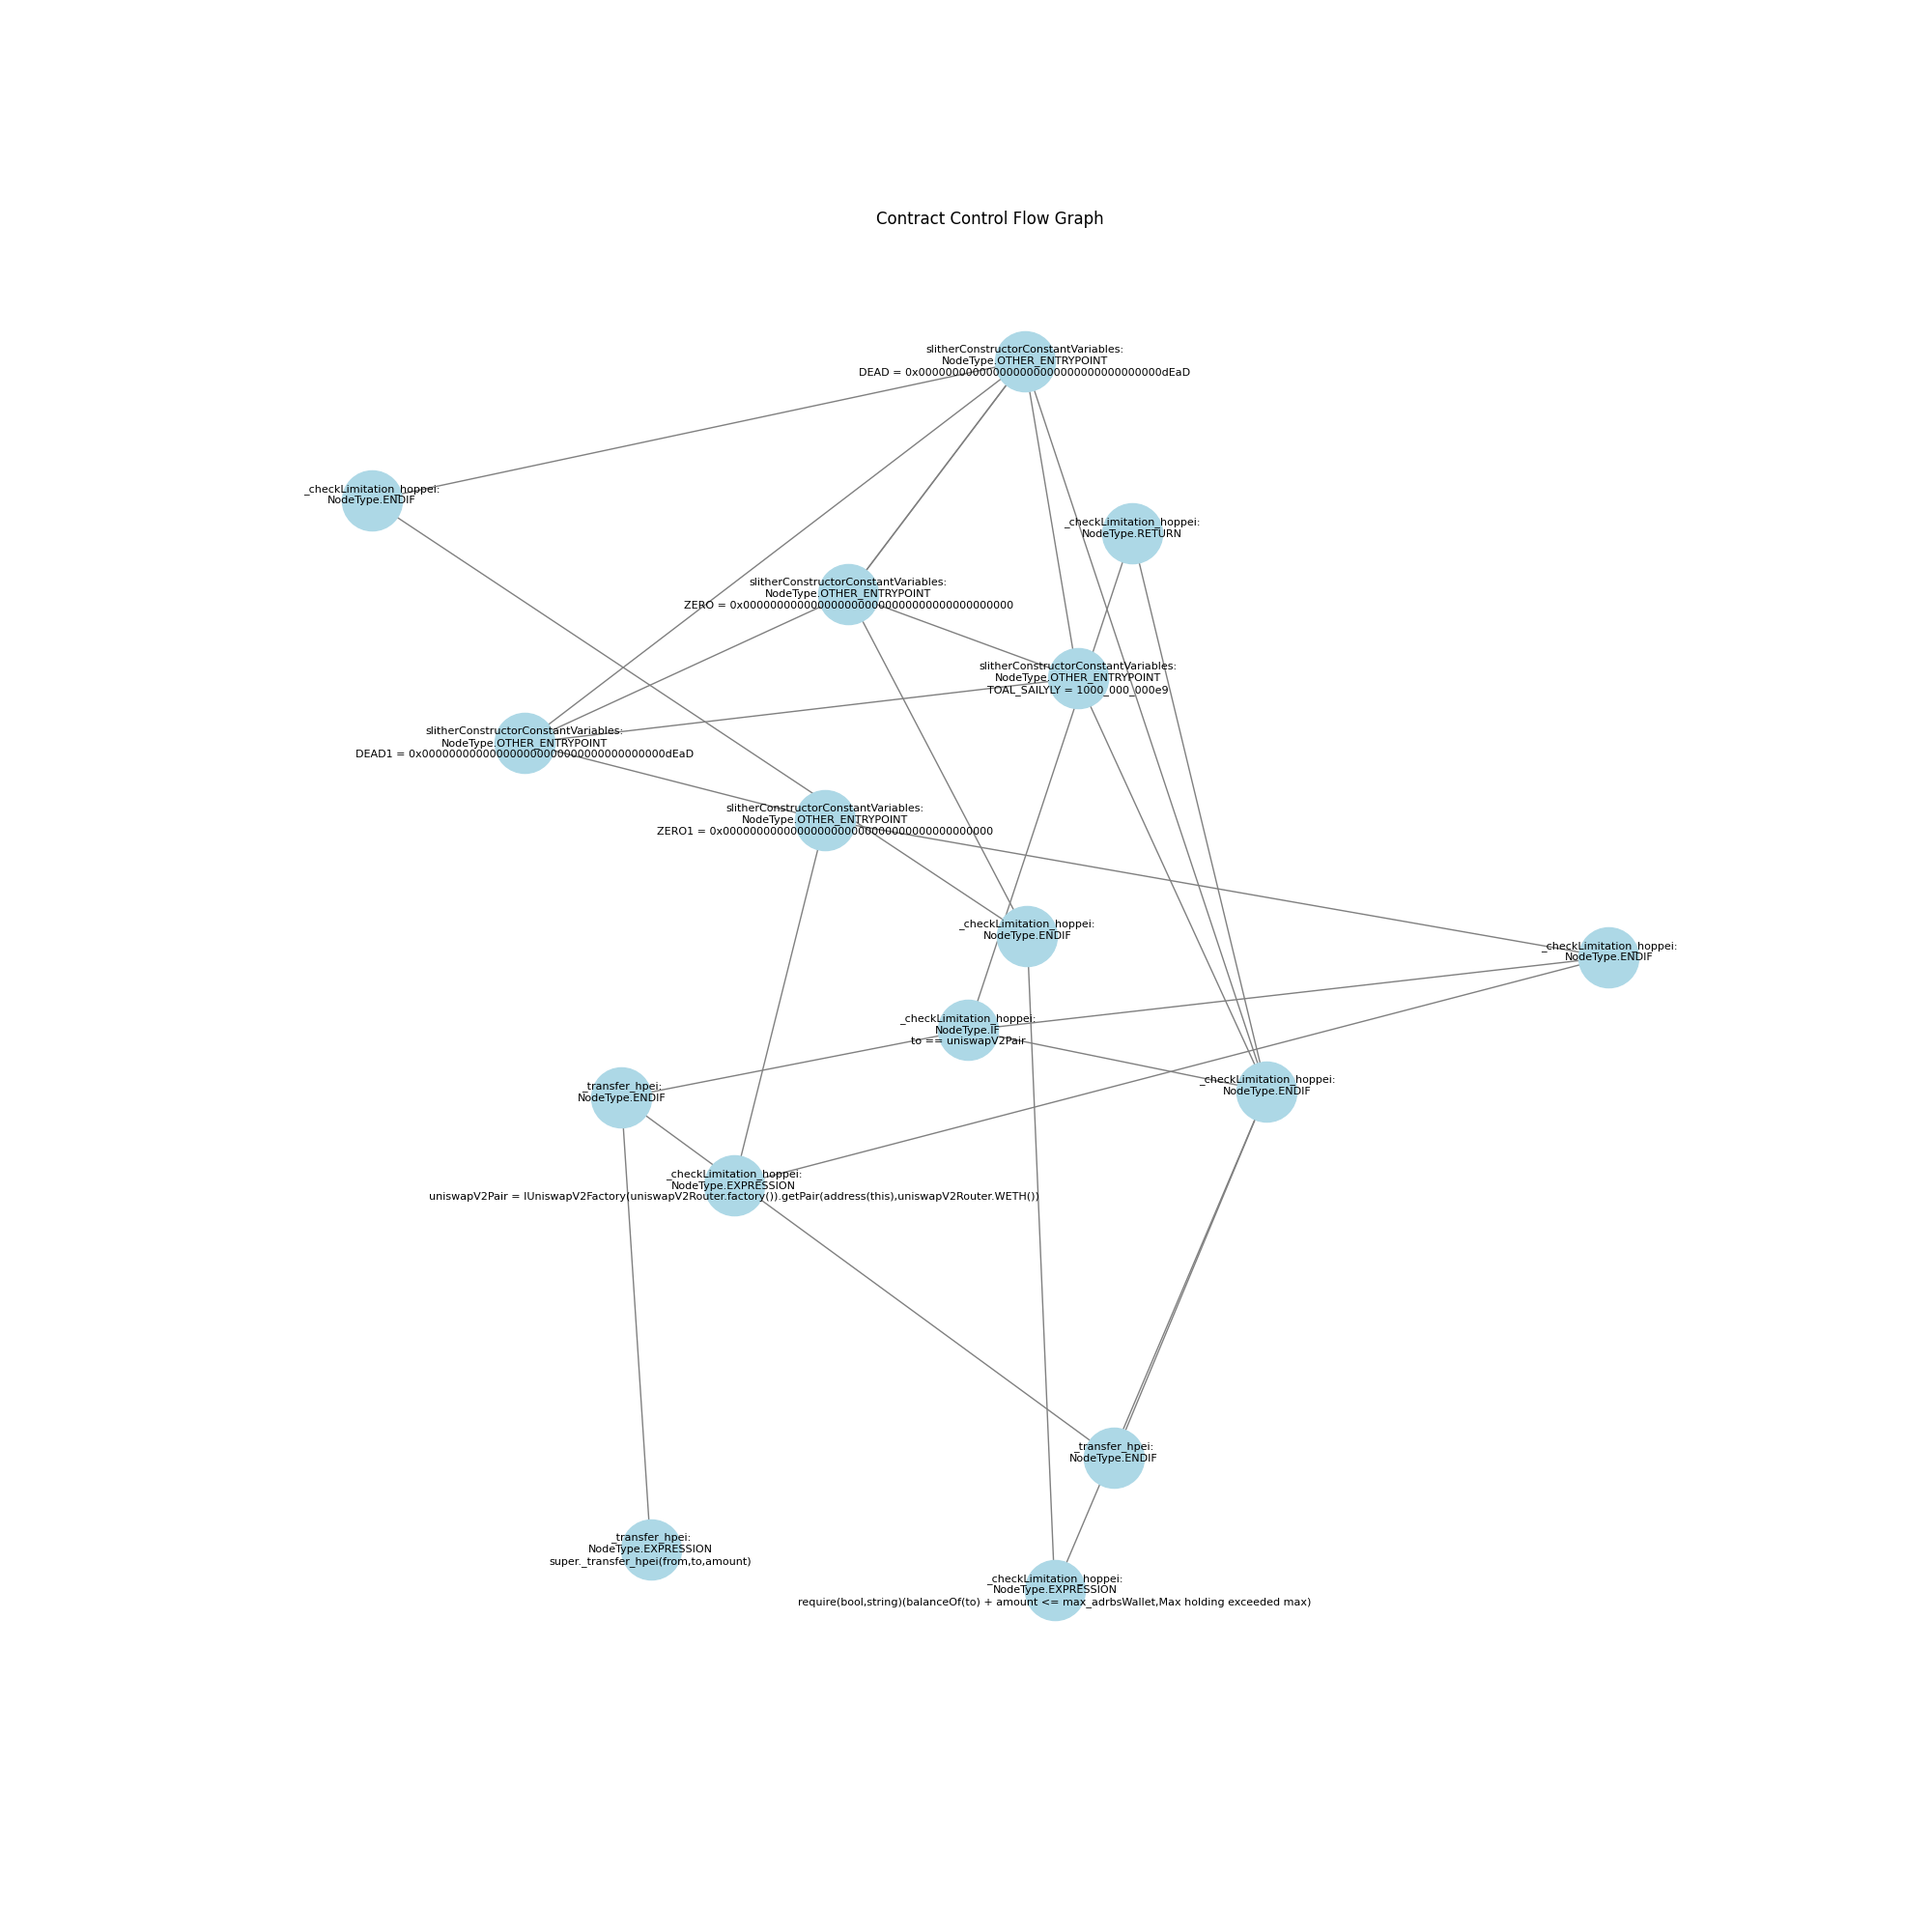 Contract Control Flow Graph
slitherConstructorConstantVariables:
NodeType.OTHER_ENTRYPOINT
DEAD = 0x000000000000000000000000000000000000dEaD
_checkLimitation_hoppei:
NodeType.ENDIF
_checkLimitation_hoppei:
NodeType.RETURN
slitherConstructorConstantVariables:
NodeType.OTHER_ENTRYPOINT
ZERO = 0x0000000000000000000000000000000000000000
slitherConstructorConstantVariables:
NodeType.OTHER_ENTRYPOINT
TOAL_SAILYLY = 1000_000_000e9
slitherConstructorConstantVariables:
NodeType.OTHER_ENTRYPOINT
DEAD1 = 0x000000000000000000000000000000000000dEaD
slitherConstructorConstantVariables:
NodeType.OTHER_ENTRYPOINT
ZERO1 = 0x0000000000000000000000000000000000000000
_checkLimitation_hoppei:
NodeType.ENDIF
_checkLimitation_hoppei:
NodeType.ENDIF
_checkLimitation_hoppei:
NodeType.IF
to == uniswapV2Pair
_transfer_hpei:
NodeType.ENDIF
_checkLimitation_hoppei:
NodeType.ENDIF
_checkLimitation_hoppei:
NodeType.EXPRESSION
uniswapV2Pair = IUniswapV2Factory(uniswapV2Router.factory()).getPair(address(this),uniswapV2Router.WETH())
_transfer_hpei:
NodeType.ENDIF
_transfer_hpei:
NodeType.EXPRESSION
super._transfer_hpei(from,to,amount)
_checkLimitation_hoppei:
NodeType.EXPRESSION
require(bool,string)(balanceOf(to) + amount <= max_adrbsWallet,Max holding exceeded max)